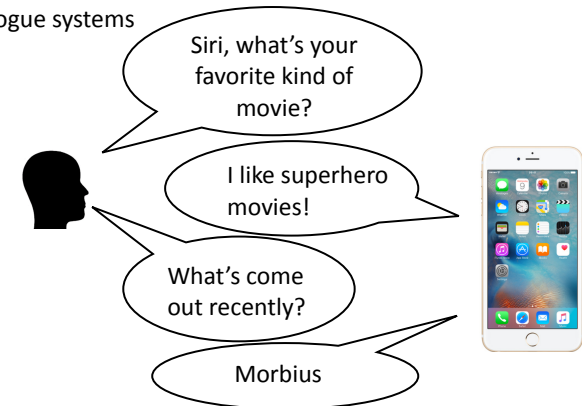 ogue systems
Siri, what's your
favorite kind of
movie?
I like superhero
movies!
What's come
out recently?
Morbius